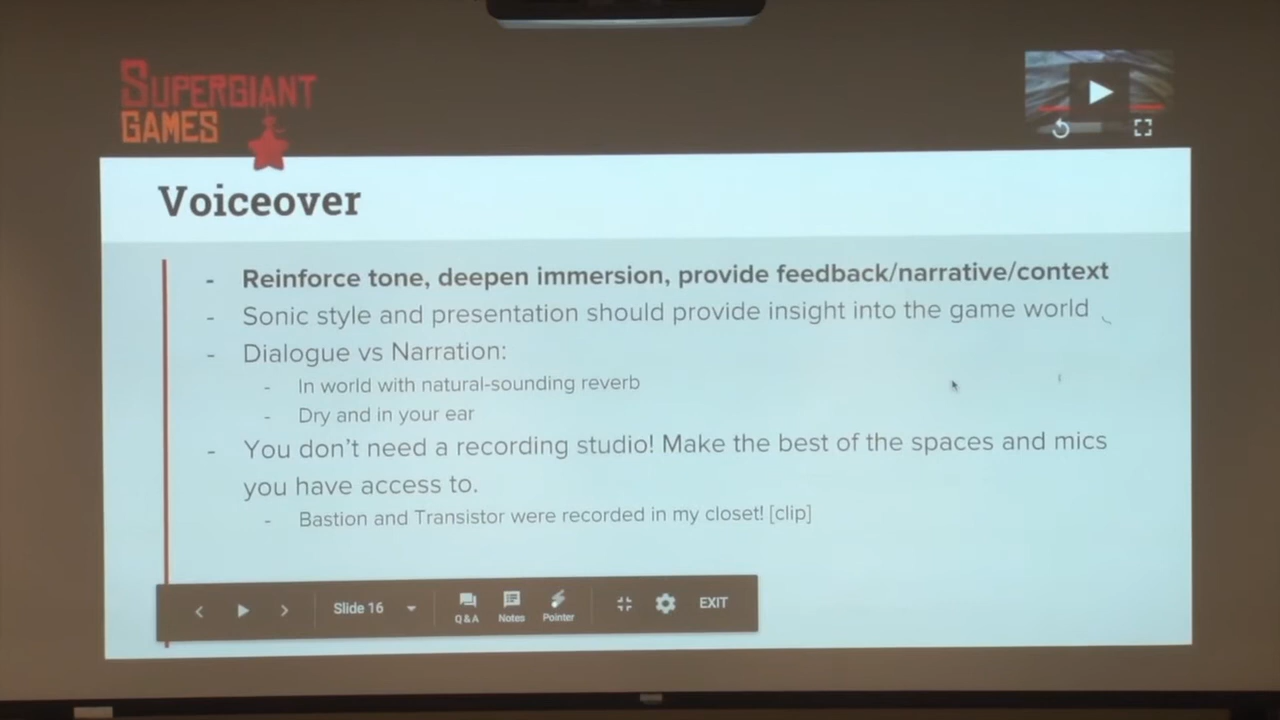 SUPERGIANT
GAMES
Voiceover
- Reinforce tone, deepen immersion, provide feedback/narrative/context
- Sonic style and presentation should provide insight into the game world
- Dialogue vs Narration:
- In world with natural-sounding reverb
- Dry and in your ear
- You don't need a recording studio! Make the best of the spaces and mics
you have access to.
- Bastion and Transistor were recorded in my closet! [clip]
Slide 16
Q&A Notes Pointer
EXIT